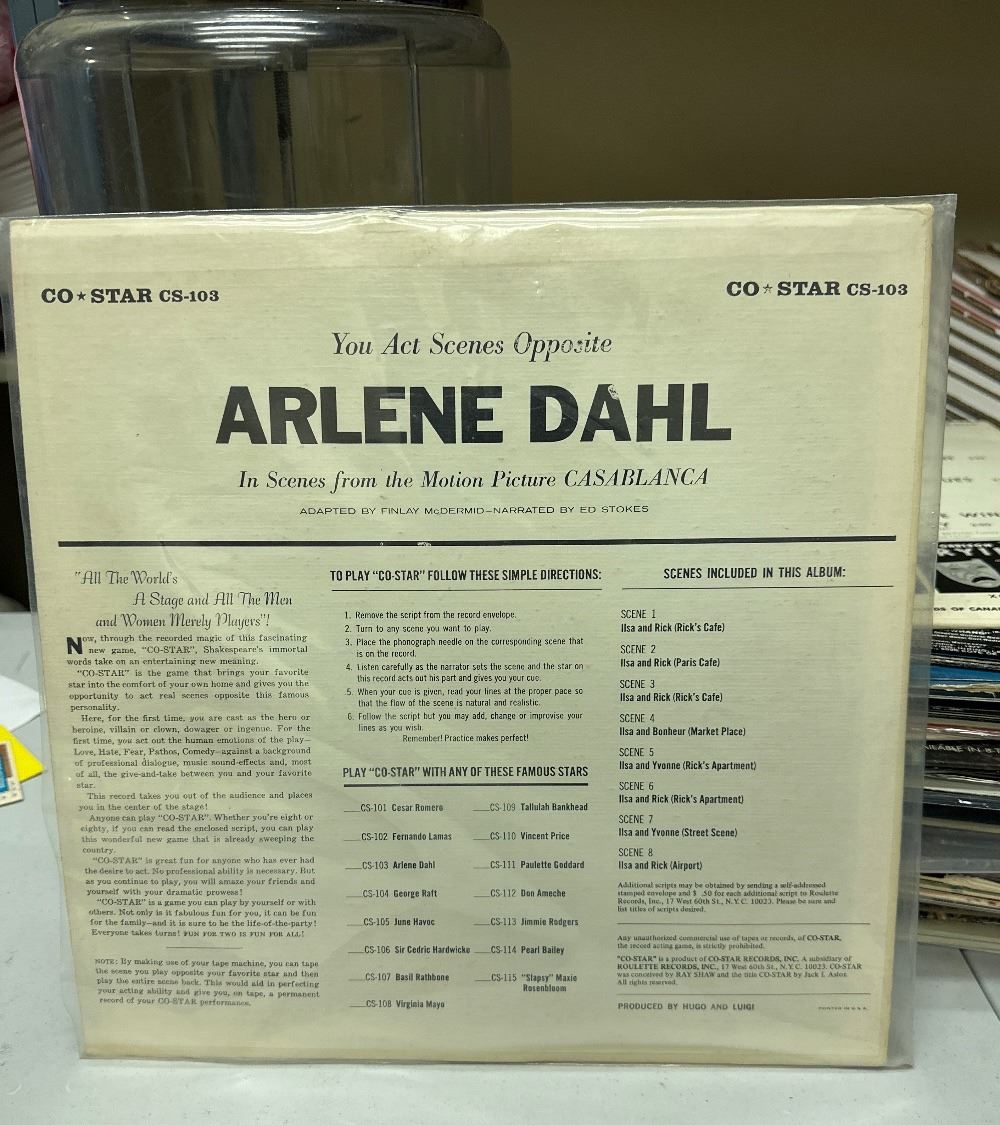 CO★STAR CS-103
CO☆STAR CS-103
You Act Scenes Opposite
ARLENE DAHL
In Scenes from the Motion Picture CASABLANCA
ADAPTED BY FINLAY McDERMID—NARRATED BY ED STOKES
"All The World's
A Stage and All The Men
and Women Merely Players"!
Now, through the recorded magic of this fascinating
new game, "CO-STAR", Shakespeare's immortal
words take on an entertaining new meaning.
"CO-STAR" is the game that brings your favorite
star into the comfort of your own home and gives you the
opportunity to act real scenes opposite this famous
personality.
Here, for the first time, you are cast as the hero or
heroine, villain or clown, dowager or ingenue. For the
first time, you act out the human emotions of the play—
Love, Hate, Fear, Pathos, Comedy—against a background
of professional dialogue, music sound-effects and, most
of all, the give-and-take between you and your favorite
star.
This record takes you out of the audience and places
you in the center of the stage!
Anyone can play "CO-STAR". Whether you're eight or
eighty, if you can read the enclosed script, you can play
this wonderful new game that is already sweeping the
country.
"CO-STAR" is great fun for anyone who has ever had
the desire to act. No professional ability is necessary. But
as you continue to play, you will amaze your friends and
yourself with your dramatic prowess!
"CO-STAR" is a game you can play by yourself or with
others. Not only is it fabulous fun for you, it can be fun
for the family—and it is sure to be the life-of-the-party!
Everyone takes turns! FUN FOR TWO IS FUN FOR ALL!
NOTE: By making use of your tape machine, you can tape
the scene you play opposite your favorite star and then
play the entire scene back. This would aid in perfecting
your acting ability and give you, on tape, a permanent
record of your CO-STAR performance.
TO PLAY "CO-STAR" FOLLOW THESE SIMPLE DIRECTIONS:
1. Remove the script from the record envelope.
2. Turn to any scene you want to play.
3. Place the phonograph needle on the corresponding scene that
is on the record.
4. Listen carefully as the narrator sets the scene and the star on
this record acts out his part and gives you your cue.
5. When your cue is given, read your lines at the proper pace so
that the flow of the scene is natural and realistic.
6. Follow the script but you may add, change or improvise your
lines as you wish.
Remember! Practice makes perfect!
PLAY "CO-STAR" WITH ANY OF THESE FAMOUS STARS
CS-101 Cesar Romero
CS-102 Fernando Lamas
CS-103 Arlene Dahl
CS-104 George Raft
CS-105 June Havoc
CS-106 Sir Cedric Hardwicke
CS-107 Basil Rathbone
CS-108 Virginia Mayo
CS-109 Tallulah Bankhead
CS-110 Vincent Price
CS-111 Paulette Goddard
CS-112 Don Ameche
CS-113 Jimmie Rodgers
CS-114 Pearl Bailey
CS-115 "Slapsy" Maxie
Rosenbloom
SCENES INCLUDED IN THIS ALBUM:
SCENE 1
Ilsa and Rick (Rick's Cafe)
SCENE 2
Ilsa and Rick (Paris Cafe)
SCENE 3
Ilsa and Rick (Rick's Cafe)
SCENE 4
Ilsa and Bonheur (Market Place)
SCENE 5
Ilsa and Yvonne (Rick's Apartment)
SCENE 6
Ilsa and Rick (Rick's Apartment)
SCENE 7
Ilsa and Yvonne (Street Scene)
SCENE 8
Ilsa and Rick (Airport)
Additional scripts may be obtained by sending a self-addressed
stamped envelope and $ .50 for each additional script to Roulette
Records, Inc., 17 West 60th St., N.Y.C. 10023. Please be sure and
list titles of scripts desired.
Any unauthorized commercial use of tapes or records, of CO-STAR,
the record acting game, is strictly prohibited.
"CO-STAR" is a product of CO-STAR RECORDS, INC. A subsidiary of
ROULETTE RECORDS, INC., 17 West 60th St., N.Y.C. 10023. CO-STAR
was conceived by RAY SHAW and the title CO-STAR by Jack I. Astor.
All rights reserved.
PRODUCED BY HUGO AND LUIGI
PRINTED IN U.S.A.